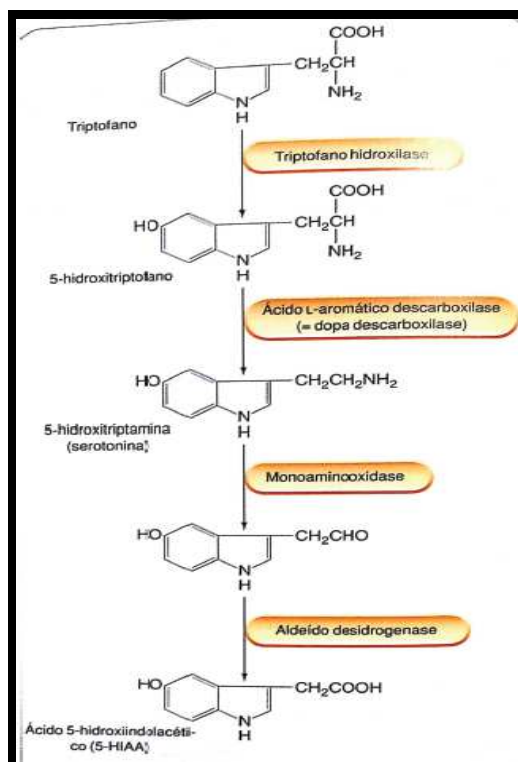 COOH
CH₂CH
NH₂
N
H
Triptofano
Triptofano hidroxilase
COOH
HO
CH₂CH
NH₂
N
H
5-hidroxitriptofano
Ácido L-aromático descarboxilase
(= dopa descarboxilase)
HO
CH₂CH₂NH₂
N
H
5-hidroxitriptamina
(serotonina)
Monoaminooxidase
HO
CH₂CHO
N
H
Aldeído desidrogenase
HO
CH₂COOH
N
H
Ácido 5-hidroxiindolacéti-
co (5-HIAA)